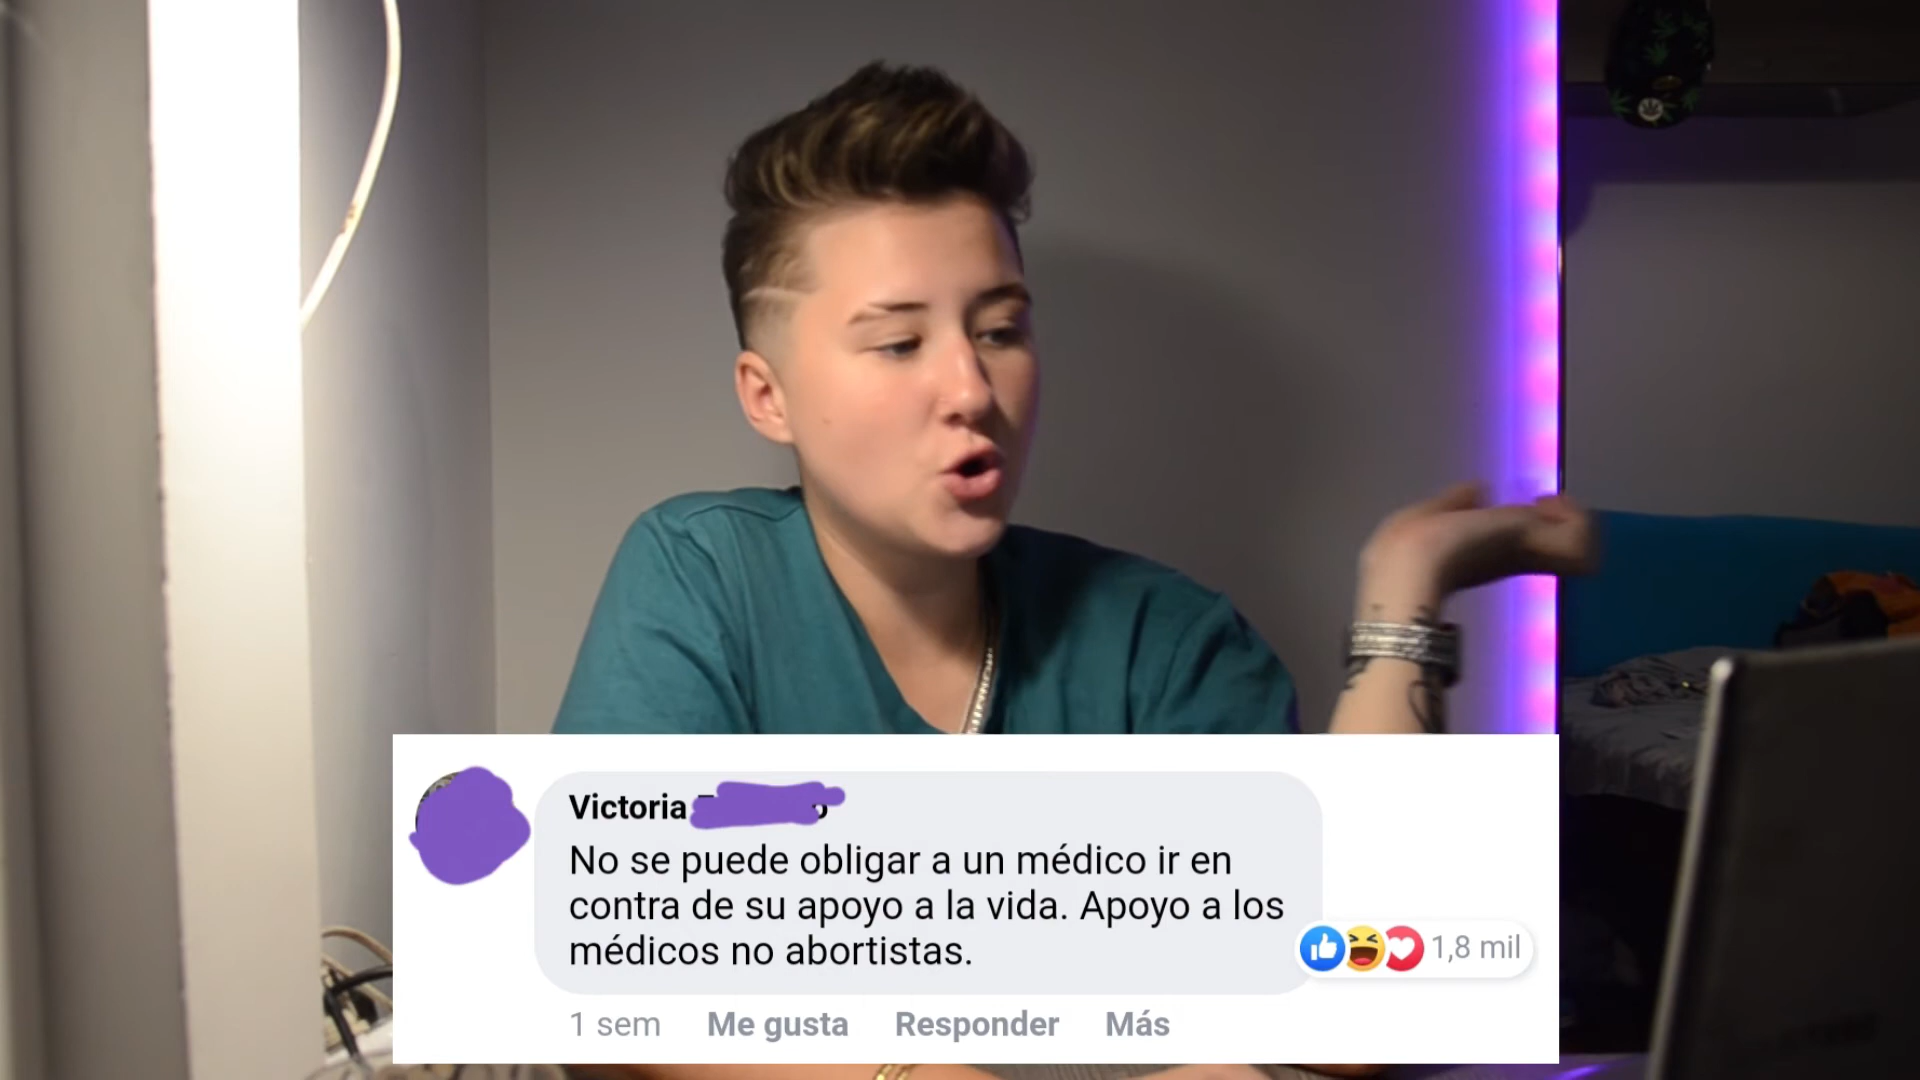 Victoria
No se puede obligar a un médico ir en
contra de su apoyo a la vida. Apoyo a los
médicos no abortistas.
1,8 mil
1 sem Me gusta Responder Más